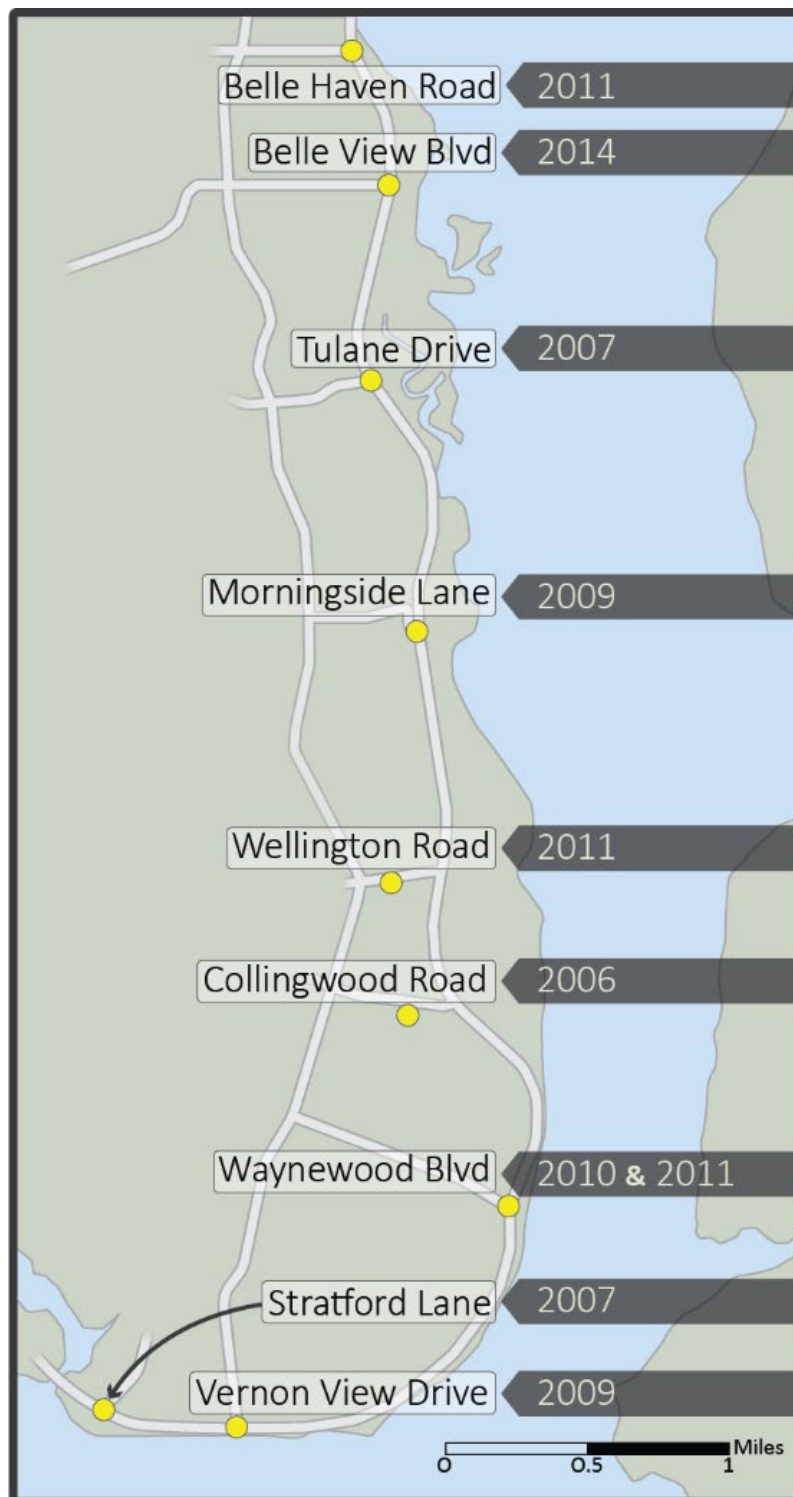 Belle Haven Road 2011
Belle View Blvd 2014
Tulane Drive 2007
Morningside Lane 2009
Wellington Road 2011
Collingwood Road 2006
Waynewood Blvd 2010 & 2011
Stratford Lane 2007
Vernon View Drive 2009
Miles
0 0.5 1